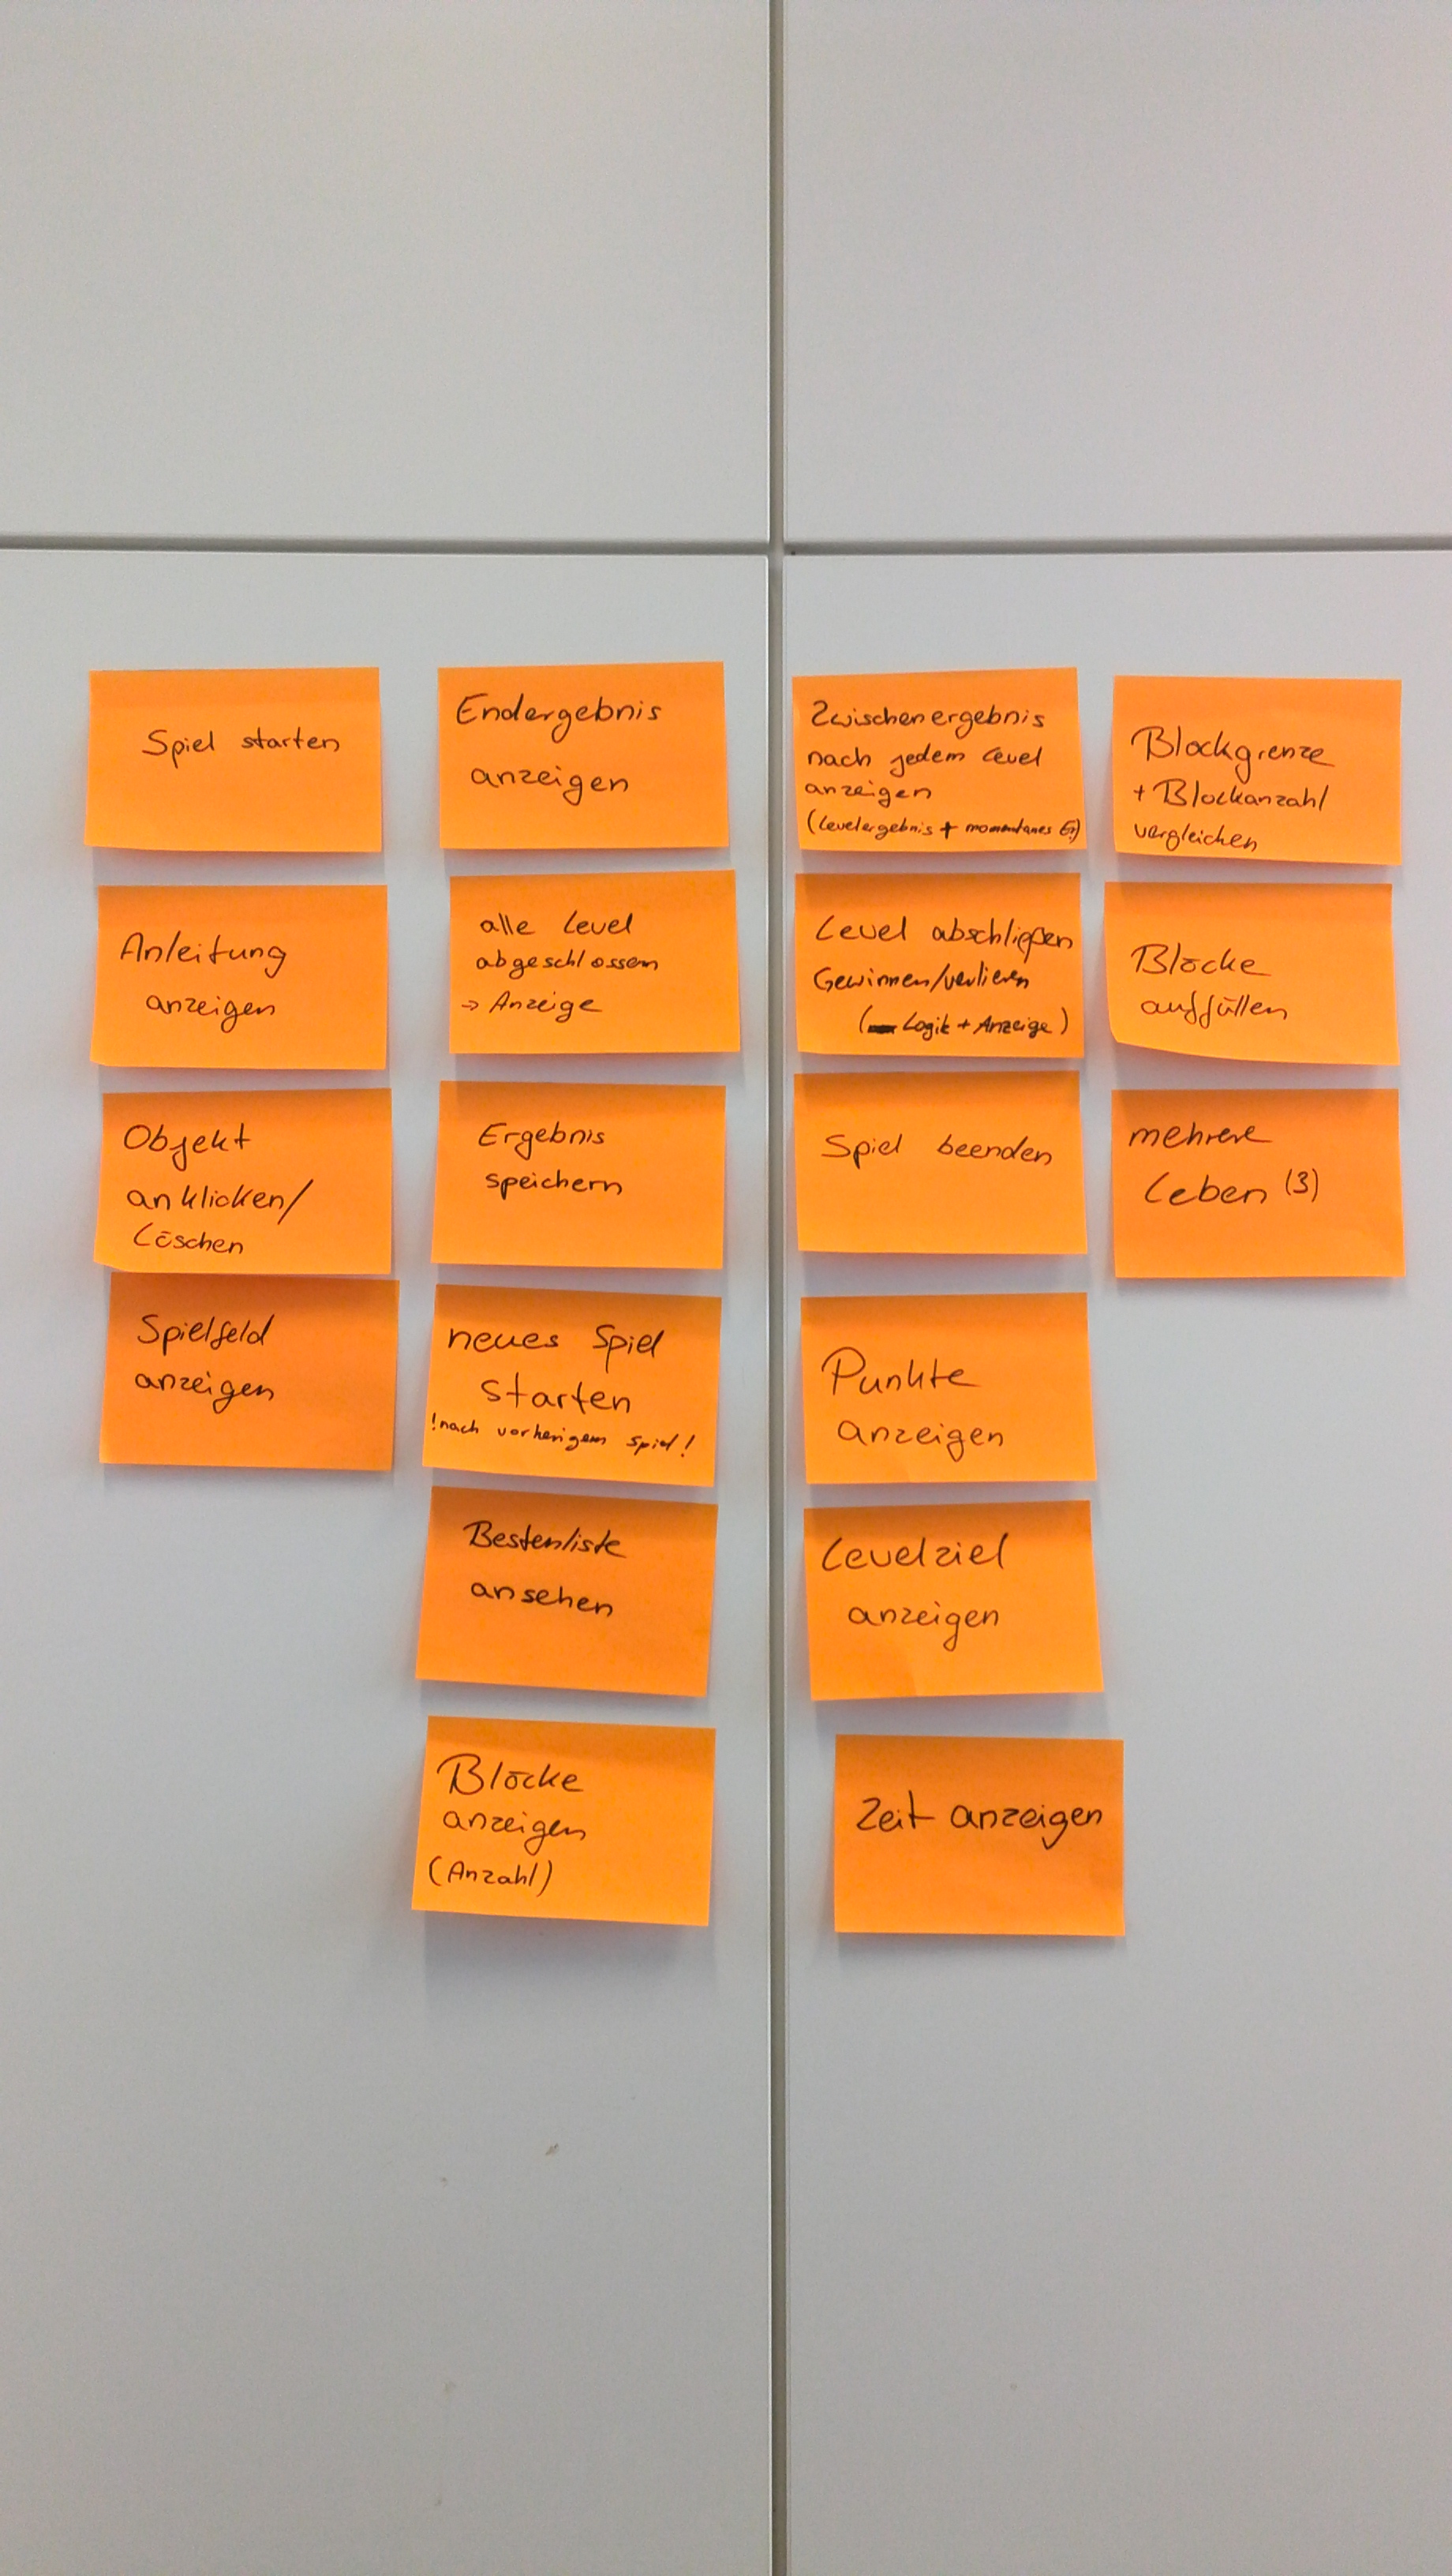 Spiel starten
Anleitung
anzeigen
Objekt
anklicken/
Löschen
Spielfeld
anzeigen
Endergebnis
anzeigen
alle Level
abgeschlossen
→ Anzeige
Ergebnis
speichern
neues Spiel
starten
!nach vorherigem Spiel!
Bestenliste
ansehen
Blöcke
anzeigen
(Anzahl)
Zwischenergebnis
nach jedem Level
anzeigen
(Levelergebnis + momentanes
Level abschließen
Gewinnen/verlieren
(Logik + Anzeige)
Spiel beenden
Punkte
anzeigen
Levelziel
anzeigen
Zeit anzeigen
Blockgrenze
+ Blockanzahl
vergleichen
Blöcke
auffüllen
mehrere
Leben (3)